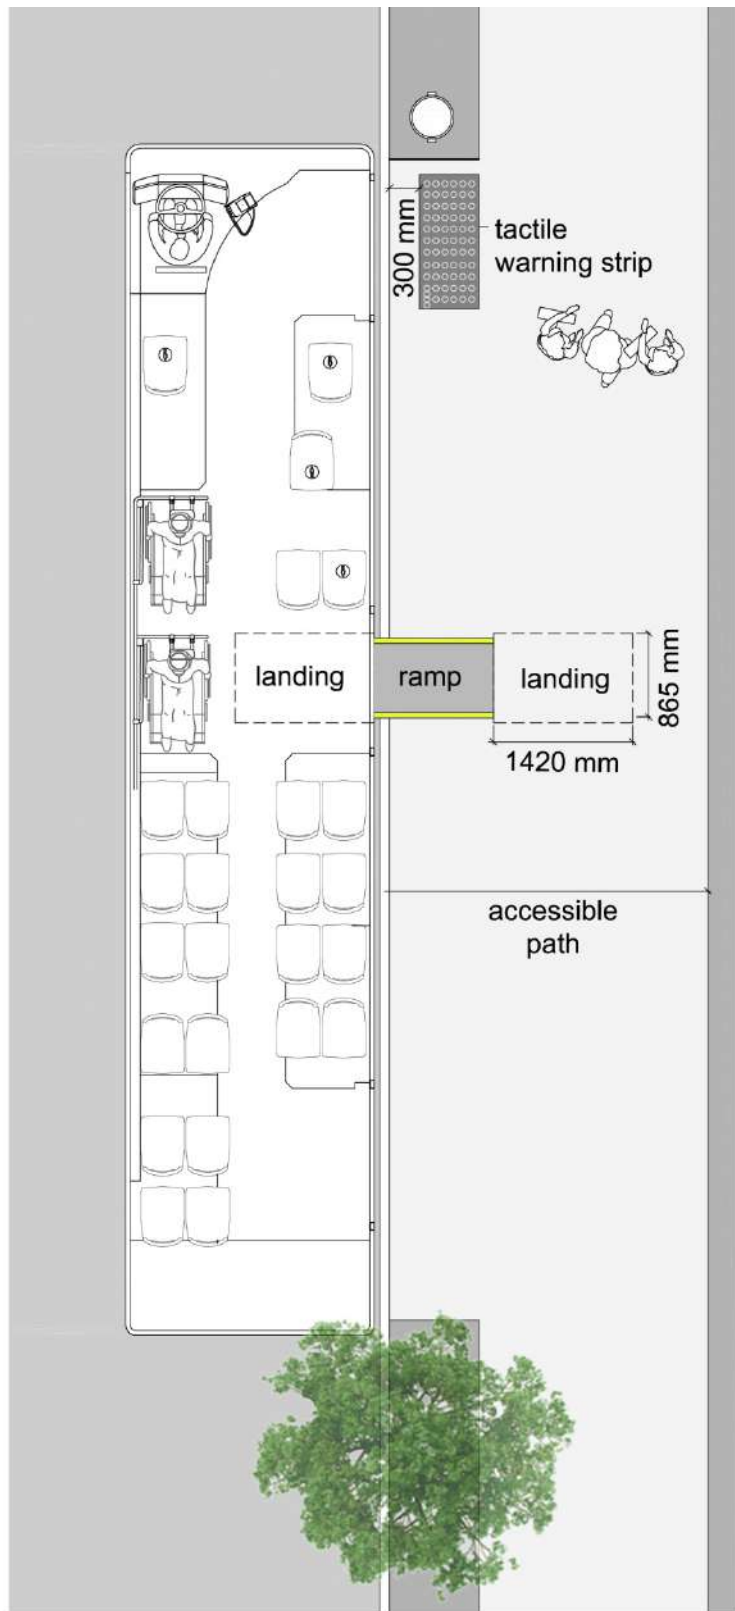 300 mm
tactile
warning strip
landing
ramp
landing
865 mm
1420 mm
accessible
path